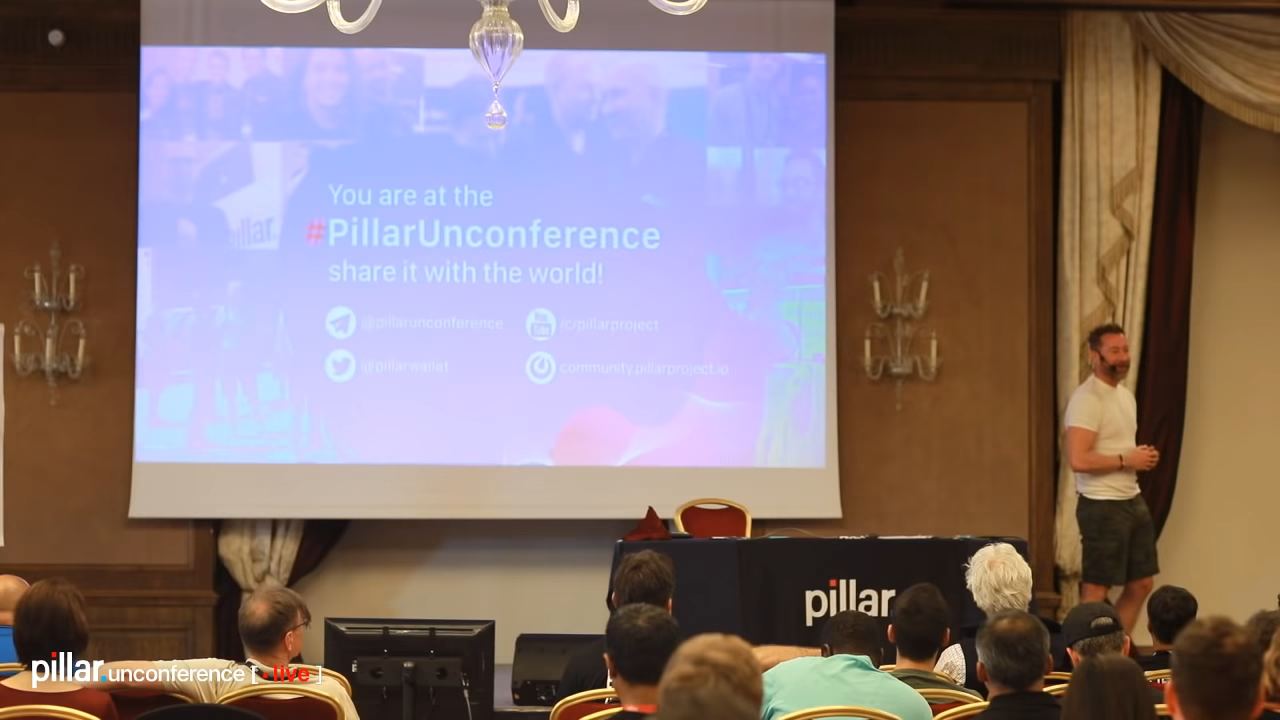 You are at the
#PillarUnconference
share it with the world!
@pillarunconference
/c/pillarproject
@pillarwallet
community.pillarproject.io
pillar
pillar.unconference [• live ]